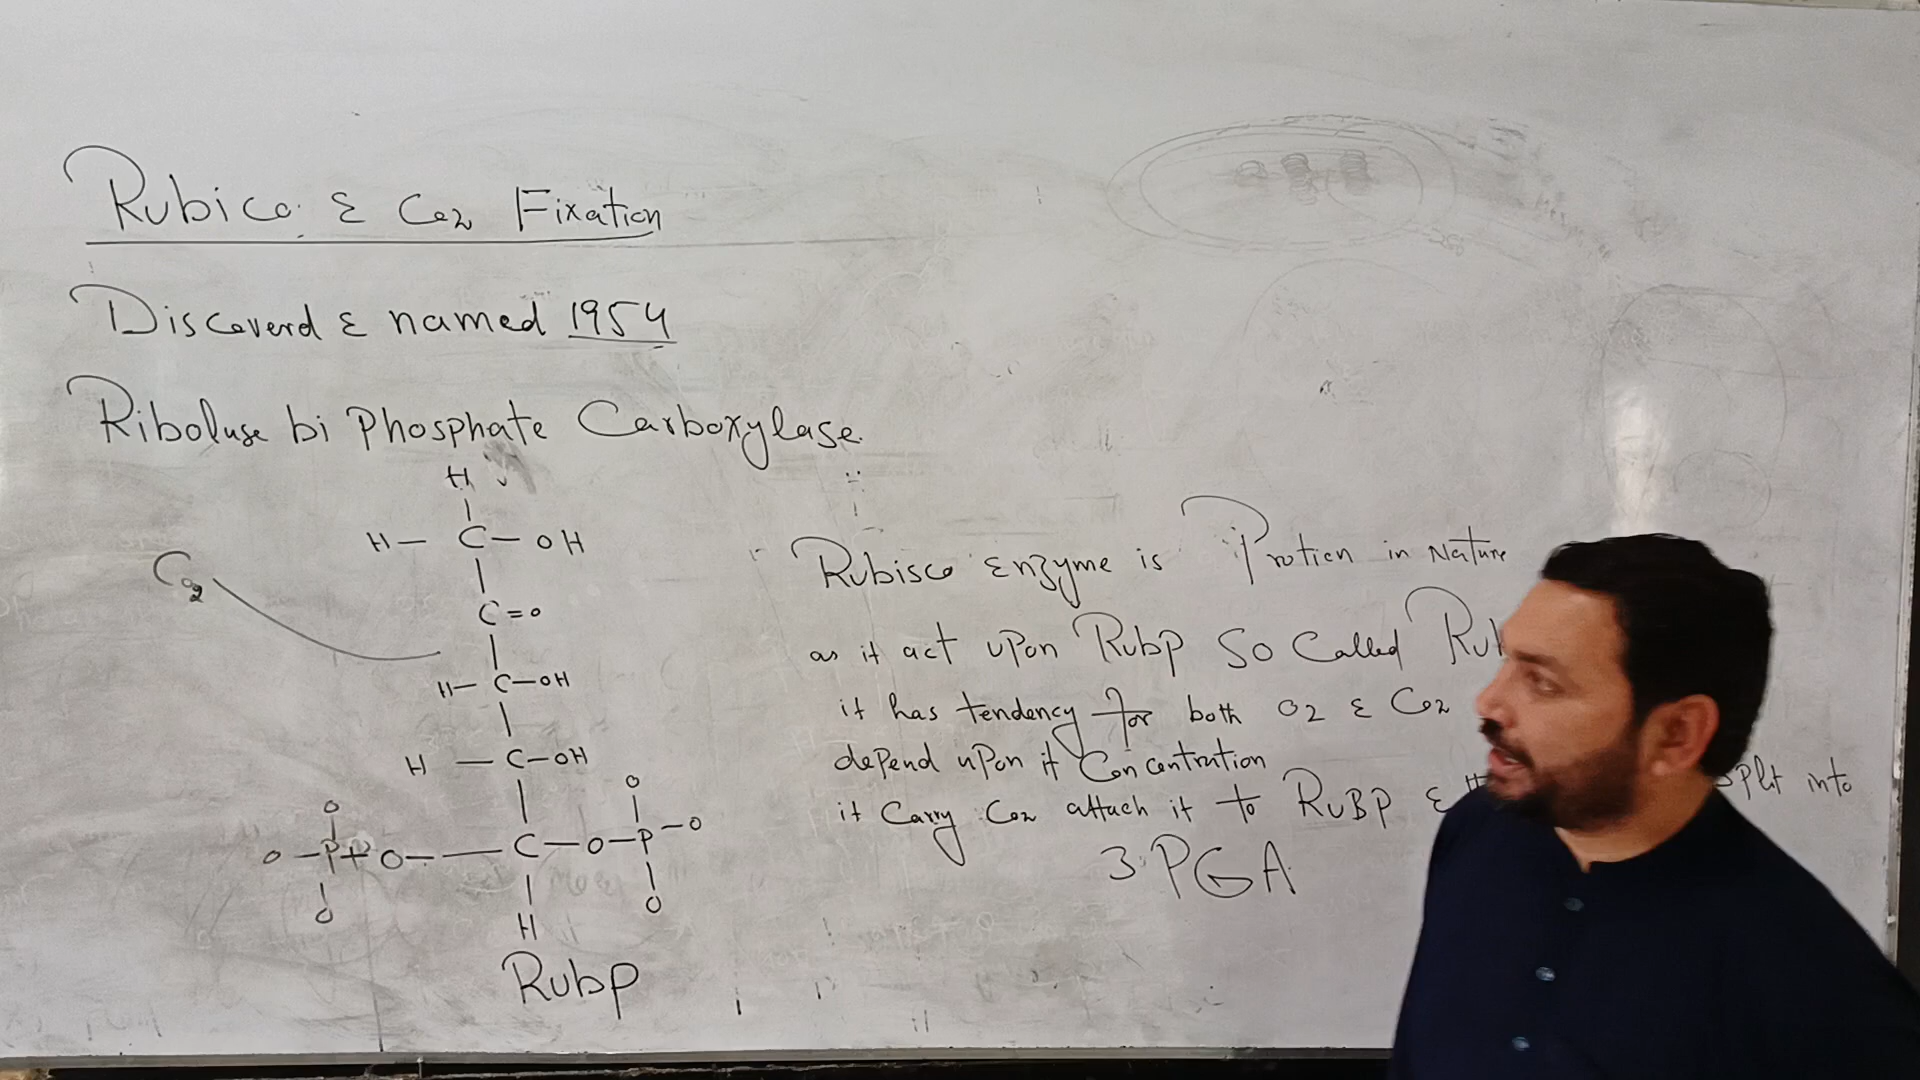 Rubico & Co2 Fixation
Discoverd & named 1954
Riboluse bi Phosphate Carboxylase
H
H — C — OH
Co2
C=O
H — C — OH
H — C — OH
O
O
O — P — O — C — O — P — O
O
O
H
Rubp
Rubisco Enzyme is Protien in Nature
as it act upon Rubp So Called
it has tendency for both O2 & Co2
depend upon it Concentration
it Carry Co2 attach it to RuBP & split into
3 PGA